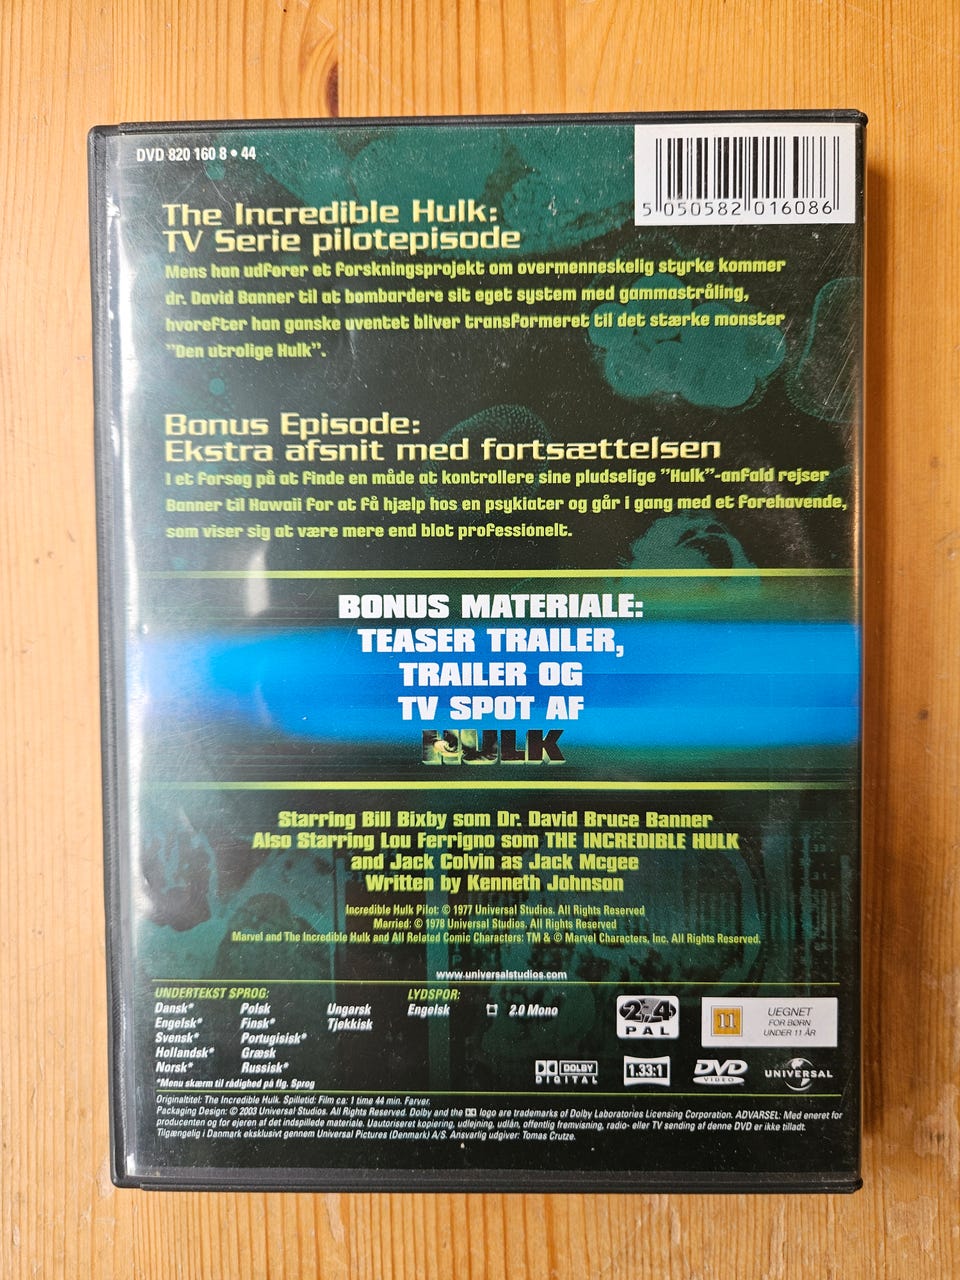 DVD 820 160 8 • 44
5 050582 016086
The Incredible Hulk:
TV Serie pilotepisode
Mens han udfører et forskningsprojekt om overmenneskelig styrke kommer
dr. David Banner til at bombardere sit eget system med gammastråling,
hvorefter han ganske uventet bliver transformeret til det stærke monster
"Den utrolige Hulk".
Bonus Episode:
Ekstra afsnit med fortsættelsen
I et forsøg på at finde en måde at kontrollere sine pludselige "Hulk"-anfald rejser
Banner til Hawaii for at få hjælp hos en psykiater og går i gang med et forehavende,
som viser sig at være mere end blot professionelt.
BONUS MATERIALE:
TEASER TRAILER,
TRAILER OG
TV SPOT AF
HULK
Starring Bill Bixby som Dr. David Bruce Banner
Also Starring Lou Ferrigno som THE INCREDIBLE HULK
and Jack Colvin as Jack Mcgee
Written by Kenneth Johnson
Incredible Hulk Pilot: © 1977 Universal Studios. All Rights Reserved
Married: © 1978 Universal Studios. All Rights Reserved
Marvel and The Incredible Hulk and All Related Comic Characters: TM & © Marvel Characters, Inc. All Rights Reserved.
www.universalstudios.com
UNDERTEKST SPROG:
Dansk* Polsk Ungarsk
Engelsk* Finsk* Tjekkisk
Svensk* Portugisisk*
Hollandsk* Græsk
Norsk* Russisk*
*Menu skærm til rådighed på flg. Sprog
LYDSPOR:
Engelsk 2.0 Mono
2 4
PAL
11
UEGNET
FOR BØRN
UNDER 11 ÅR
DOLBY
DIGITAL
1.33:1
DVD
VIDEO
UNIVERSAL
Originaltitel: The Incredible Hulk. Spilletid: Film ca: 1 time 44 min. Farver.
Packaging Design: © 2003 Universal Studios. All Rights Reserved. Dolby and the logo are trademarks of Dolby Laboratories Licensing Corporation. ADVARSEL: Med eneret for
producenten og for ejeren af det indspillede materiale. Uautoriseret kopiering, udlejning, udlån, offentlig fremvisning, radio- eller TV sending af denne DVD er ikke tilladt.
Tilgængelig i Danmark eksklusivt gennem Universal Pictures (Denmark) A/S. Ansvarlig udgiver: Tomas Crutze.